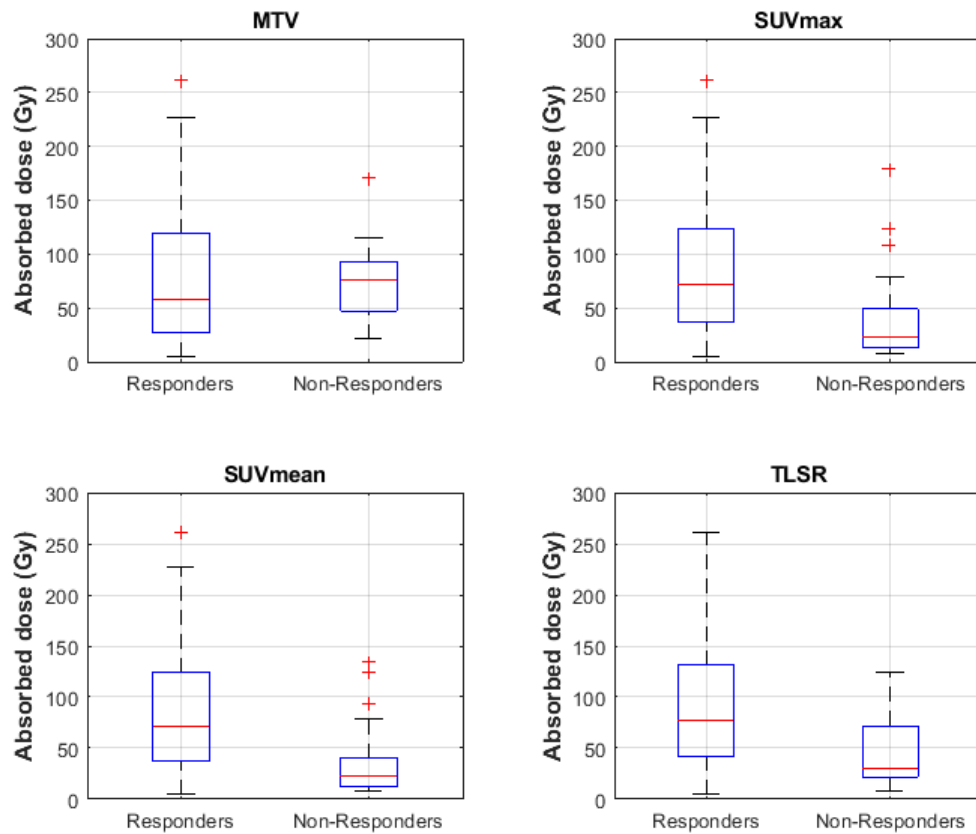 MTV
Absorbed dose (Gy)
300
250
200
150
100
50
0
Responders
Non-Responders
SUVmax
Absorbed dose (Gy)
300
250
200
150
100
50
0
Responders
Non-Responders
SUVmean
Absorbed dose (Gy)
300
250
200
150
100
50
0
Responders
Non-Responders
TLSR
Absorbed dose (Gy)
300
250
200
150
100
50
0
Responders
Non-Responders